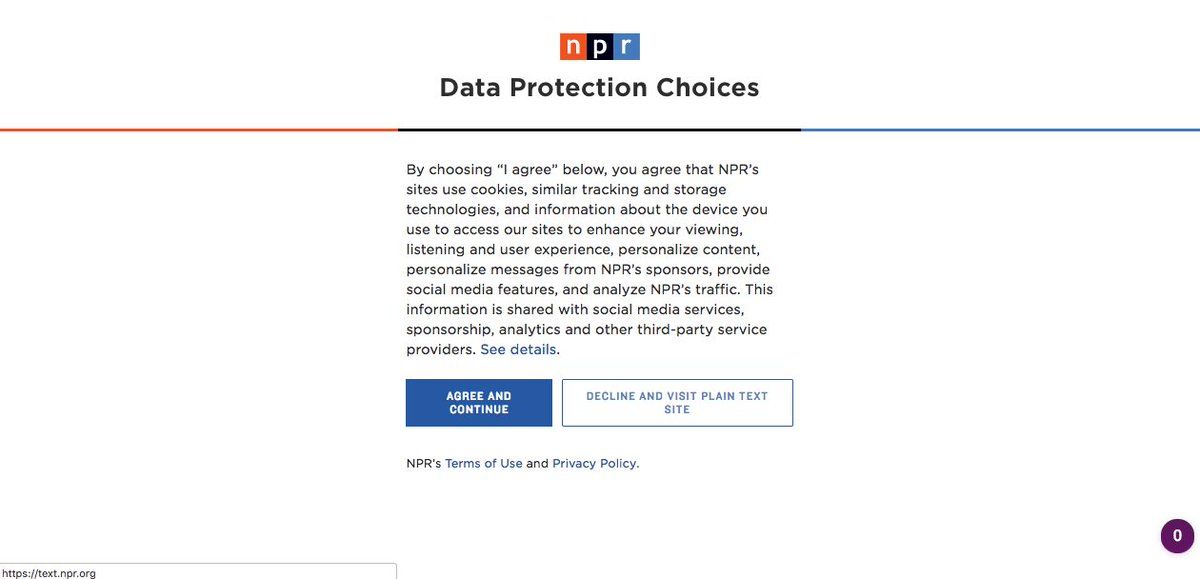 npr
Data Protection Choices
By choosing “I agree” below, you agree that NPR’s
sites use cookies, similar tracking and storage
technologies, and information about the device you
use to access our sites to enhance your viewing,
listening and user experience, personalize content,
personalize messages from NPR’s sponsors, provide
social media features, and analyze NPR’s traffic. This
information is shared with social media services,
sponsorship, analytics and other third-party service
providers. See details.
AGREE AND
CONTINUE
DECLINE AND VISIT PLAIN TEXT
SITE
NPR’s Terms of Use and Privacy Policy.
0
https://text.npr.org